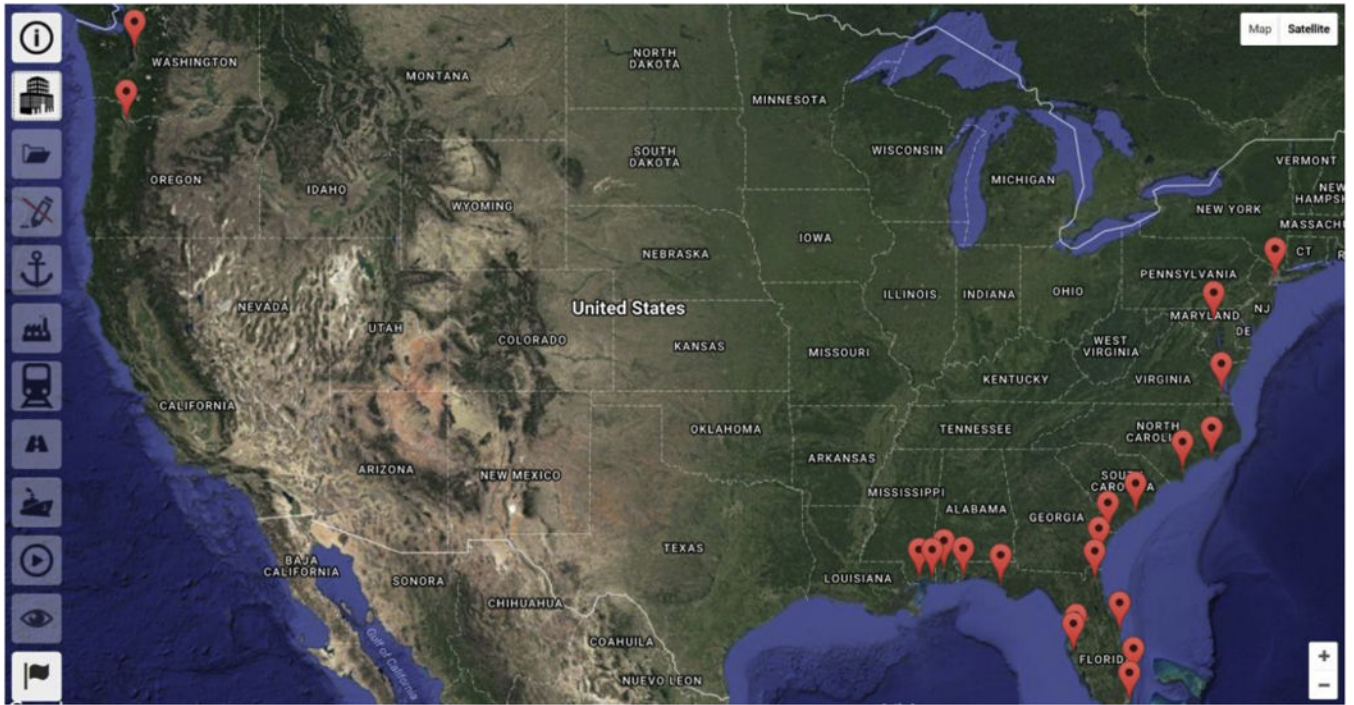 Map Satellite
WASHINGTON
MONTANA
NORTH
DAKOTA
MINNESOTA
OREGON
IDAHO
SOUTH
DAKOTA
WISCONSIN
MICHIGAN
VERMONT
NEW
HAMPSH
WYOMING
NEW YORK
MASSACHU
NEVADA
UTAH
COLORADO
NEBRASKA
IOWA
ILLINOIS
INDIANA
OHIO
PENNSYLVANIA
CT
R
United States
KANSAS
MISSOURI
WEST
VIRGINIA
MARYLAND
NJ
DE
CALIFORNIA
KENTUCKY
VIRGINIA
ARIZONA
NEW MEXICO
OKLAHOMA
ARKANSAS
TENNESSEE
NORTH
CAROLI
TEXAS
LOUISIANA
MISSISSIPPI
ALABAMA
GEORGIA
SOUTH
CAROLINA
BAJA
CALIFORNIA
SONORA
CHIHUAHUA
COAHUILA
NUEVO LEON
Gulf of California
FLORID
+
−